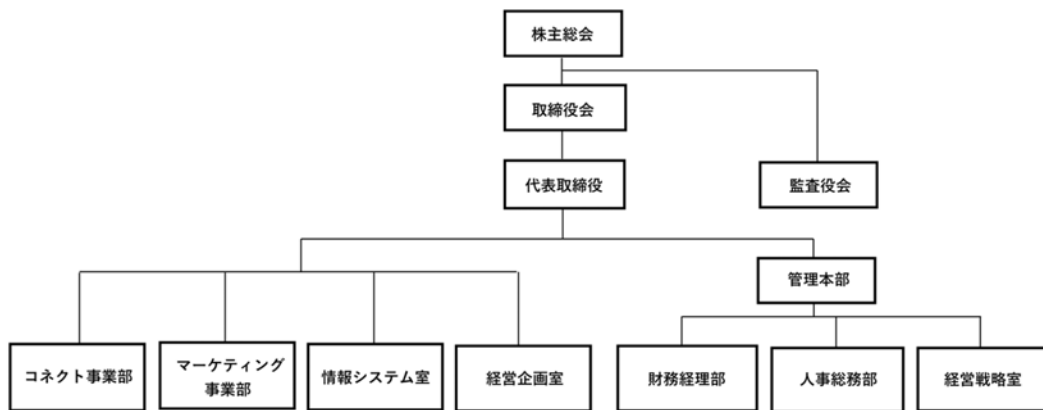 株主総会
取締役会
代表取締役
監査役会
管理本部
コネクト事業部
マーケティング
事業部
情報システム室
経営企画室
財務経理部
人事総務部
経営戦略室